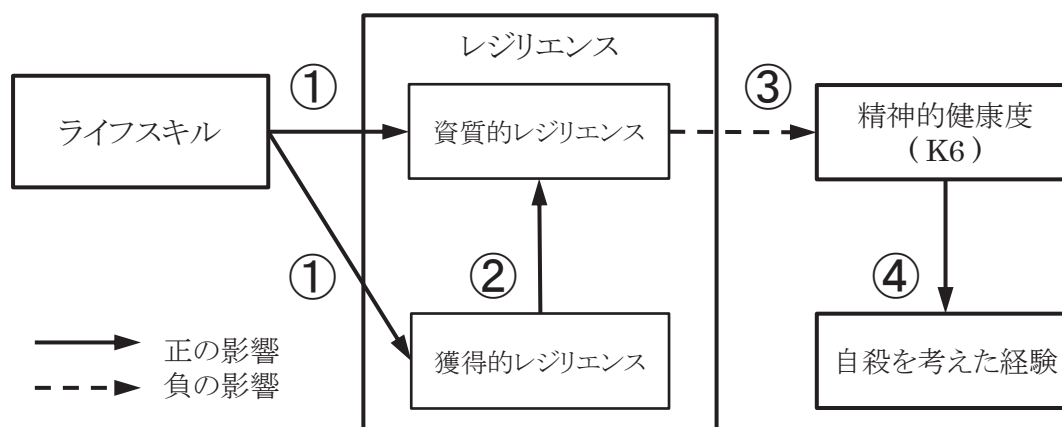 レジリエンス
①
③
ライフスキル
資質的レジリエンス
精神的健康度
( K6 )
①
②
④
正の影響
獲得的レジリエンス
自殺を考えた経験
負の影響